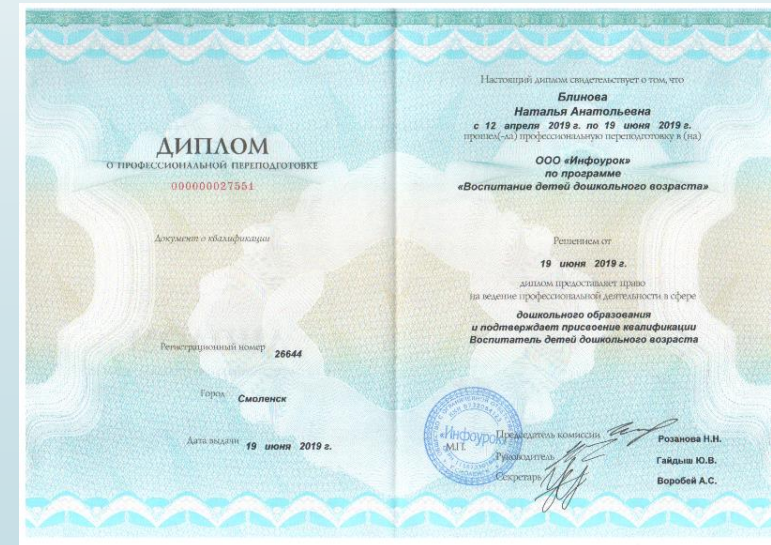 ДИПЛОМ
О ПРОФЕССИОНАЛЬНОЙ ПЕРЕПОДГОТОВКЕ
000000027551
Документ о квалификации
Регистрационный номер 26644
Город Смоленск
Дата выдачи 19 июня 2019 г.
Настоящий диплом свидетельствует о том, что
Блинова
Наталья Анатольевна
с 12 апреля 2019 г. по 19 июня 2019 г.
прошел(-ла) профессиональную переподготовку в (на)
ООО «Инфоурок»
по программе
«Воспитание детей дошкольного возраста»
Решением от
19 июня 2019 г.
диплом предоставляет право
на ведение профессиональной деятельности в сфере
дошкольного образования
и подтверждает присвоение квалификации
Воспитатель детей дошкольного возраста
«Инфоурок»
М.П.
Председатель комиссии Розанова Н.Н.
Руководитель Гайдыш Ю.В.
Секретарь Воробей А.С.